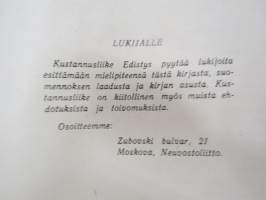 LUKIJALLE
Kustannusliike Edistys pyytää lukijoita
esittämään mielipiteensä tästä kirjasta, suo-
mennoksen laadusta ja kirjan asusta. Kus-
tannusliike on kiitollinen myös muista eh-
dotuksista ja toivomuksista.
Osoitteemme:
Zubovski bulvar, 21
Moskova, Neuvostoliitto.